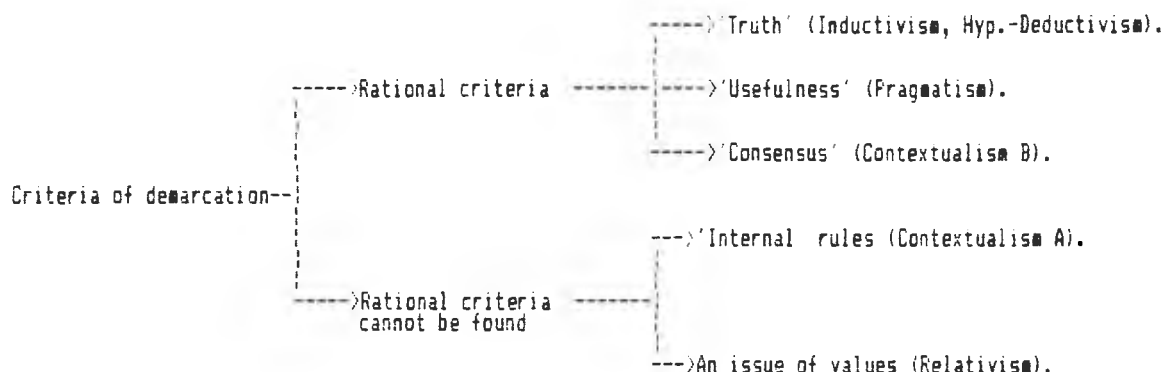 'Truth' (Inductivism, Hyp.-Deductivism).
Rational criteria
'Usefulness' (Pragmatism).
'Consensus' (Contextualism B).
Criteria of demarcation
'Internal rules (Contextualism A).
Rational criteria
cannot be found
An issue of values (Relativism).